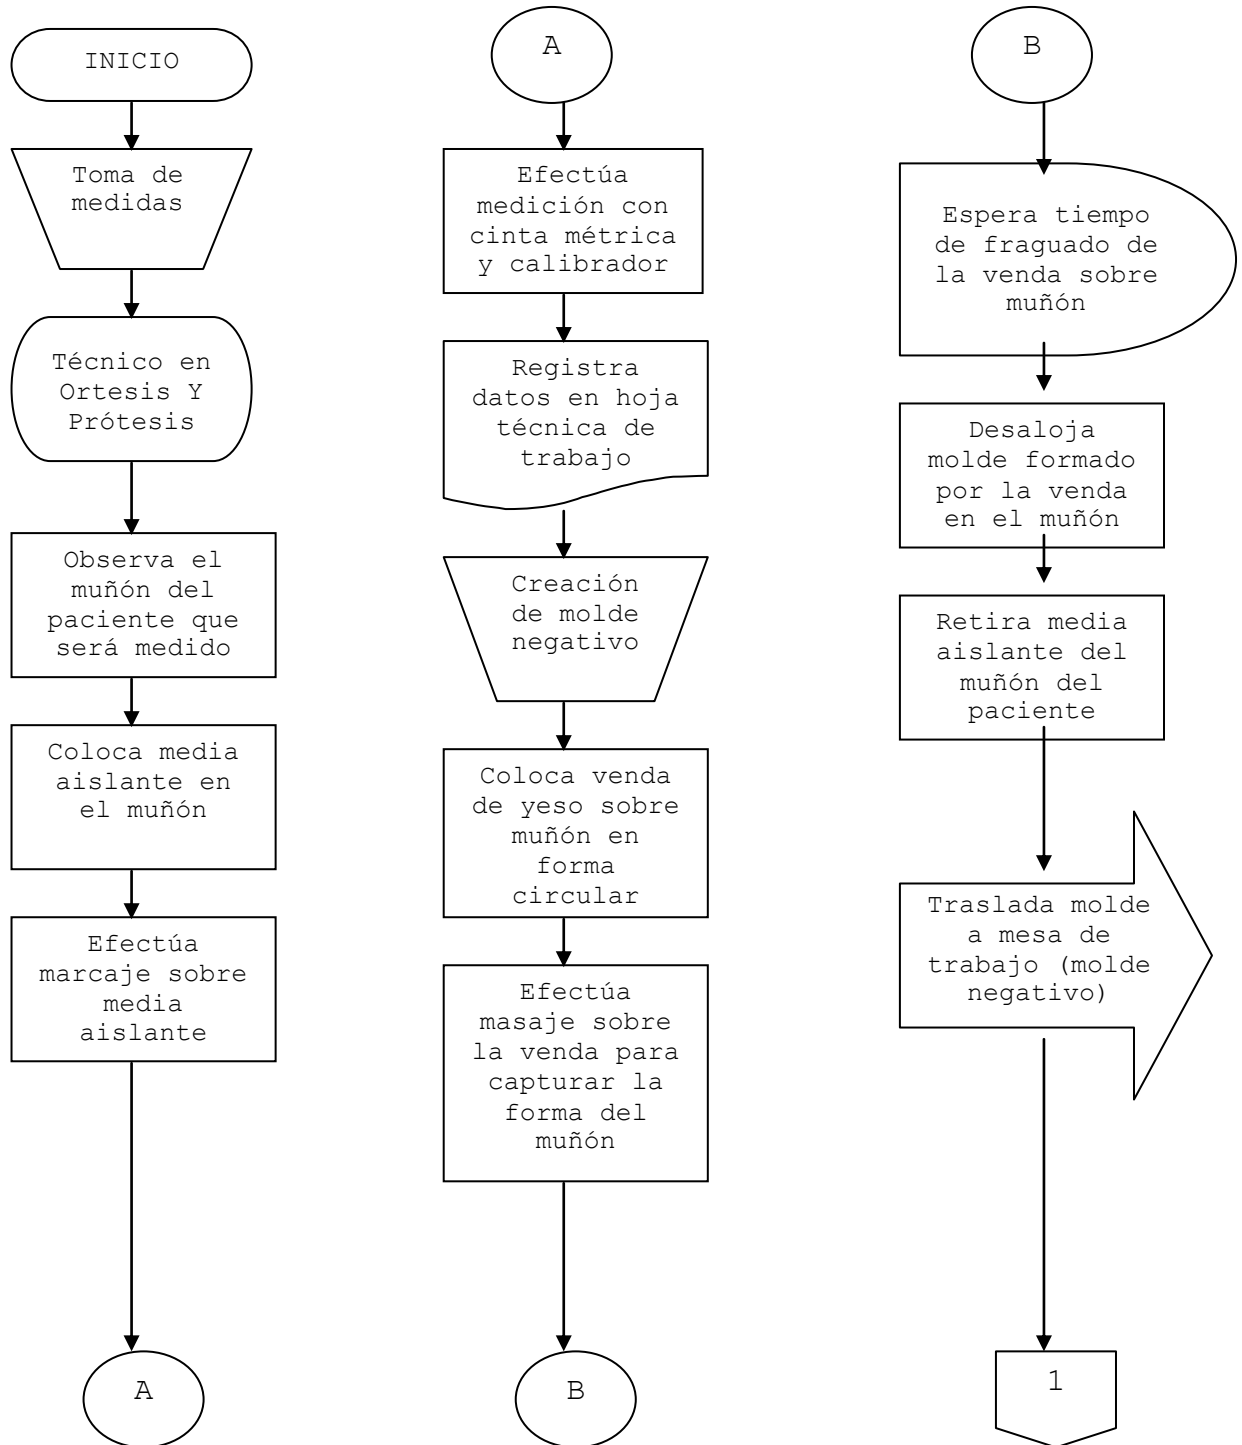 INICIO
Toma de
medidas
Técnico en
Ortesis Y
Prótesis
Observa el
muñón del
paciente que
será medido
Coloca media
aislante en
el muñón
Efectúa
marcaje sobre
media
aislante
A
A
Efectúa
medición con
cinta métrica
y calibrador
Registra
datos en hoja
técnica de
trabajo
Creación
de molde
negativo
Coloca venda
de yeso sobre
muñón en
forma
circular
Efectúa
masaje sobre
la venda para
capturar la
forma del
muñón
B
B
Espera tiempo
de fraguado de
la venda sobre
muñón
Desaloja
molde formado
por la venda
en el muñón
Retira media
aislante del
muñón del
paciente
Traslada molde
a mesa de
trabajo (molde
negativo)
1